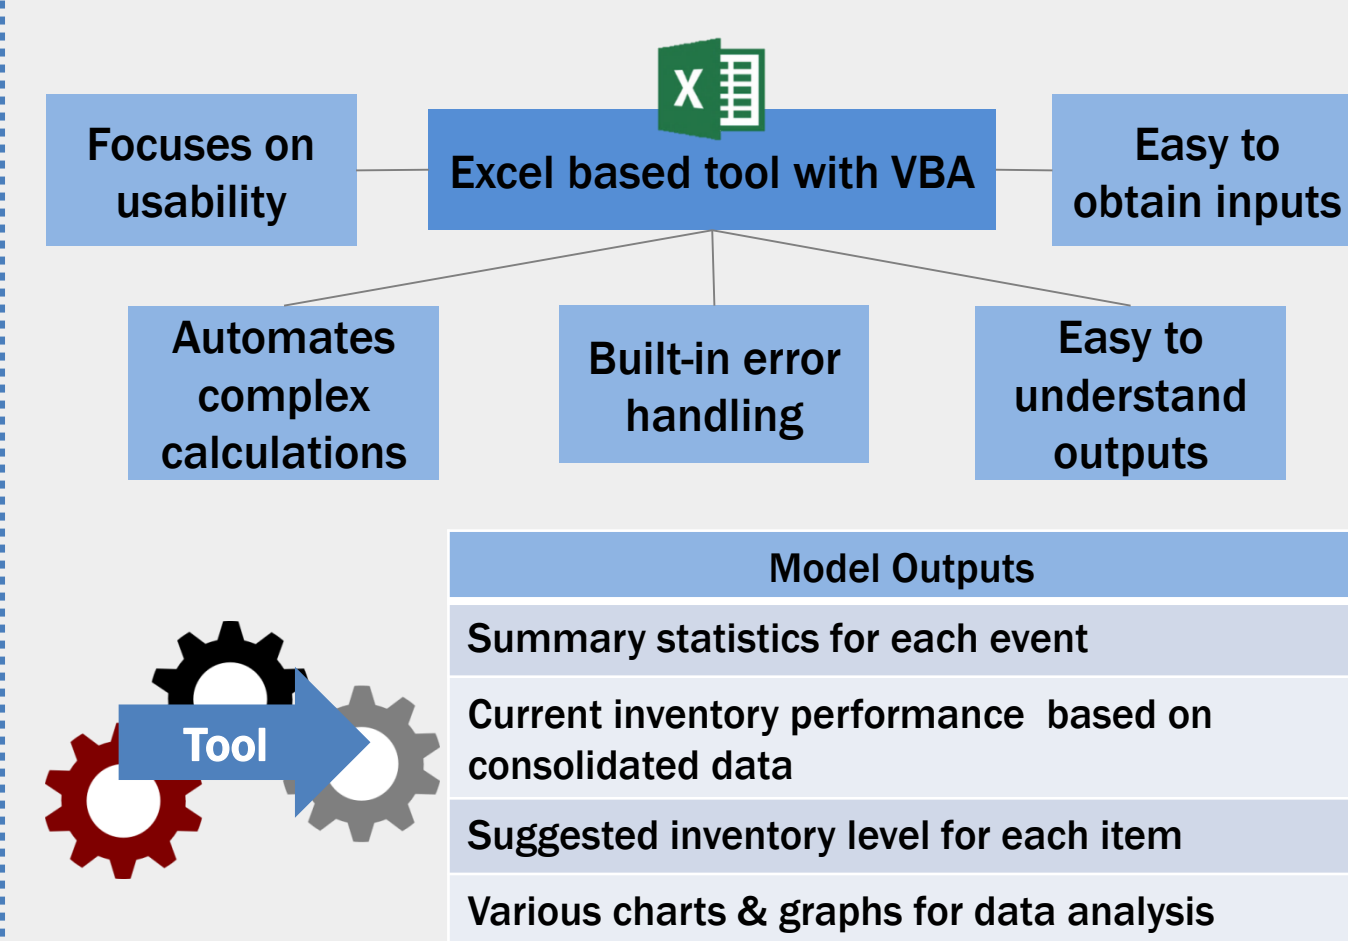 X
Focuses on
usability
Excel based tool with VBA
Easy to
obtain inputs
Automates
complex
calculations
Built-in error
handling
Easy to
understand
outputs
Tool
Model Outputs
Summary statistics for each event
Current inventory performance  based on
consolidated data
Suggested inventory level for each item
Various charts & graphs for data analysis